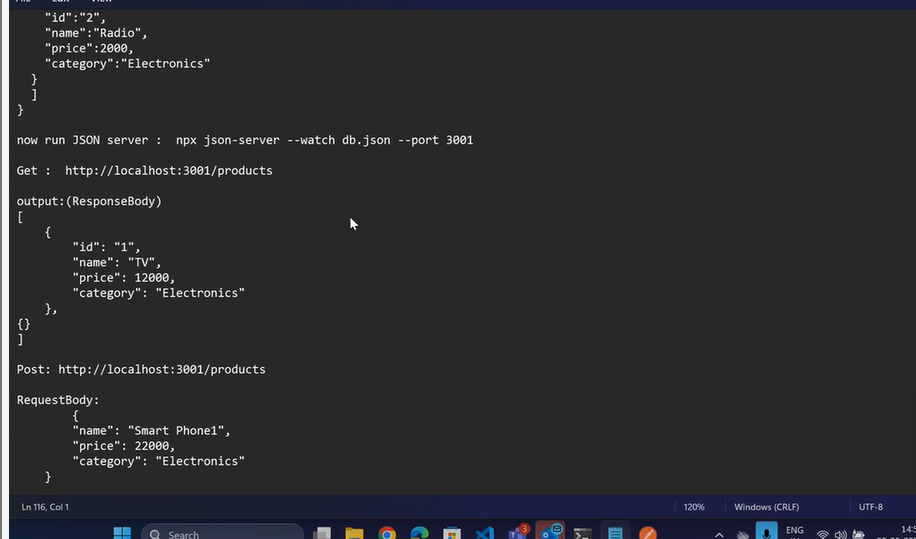 File Edit View
"id":"2",
"name":"Radio",
"price":2000,
"category":"Electronics"
}
]
}
now run JSON server :  npx json-server --watch db.json --port 3001
Get :  http://localhost:3001/products
output:(ResponseBody)
[
{
"id": "1",
"name": "TV",
"price": 12000,
"category": "Electronics"
},
{}
]
Post: http://localhost:3001/products
RequestBody:
{
"name": "Smart Phone1",
"price": 22000,
"category": "Electronics"
}
Ln 116, Col 1
120%
Windows (CRLF)
UTF-8
Search
3
ENG